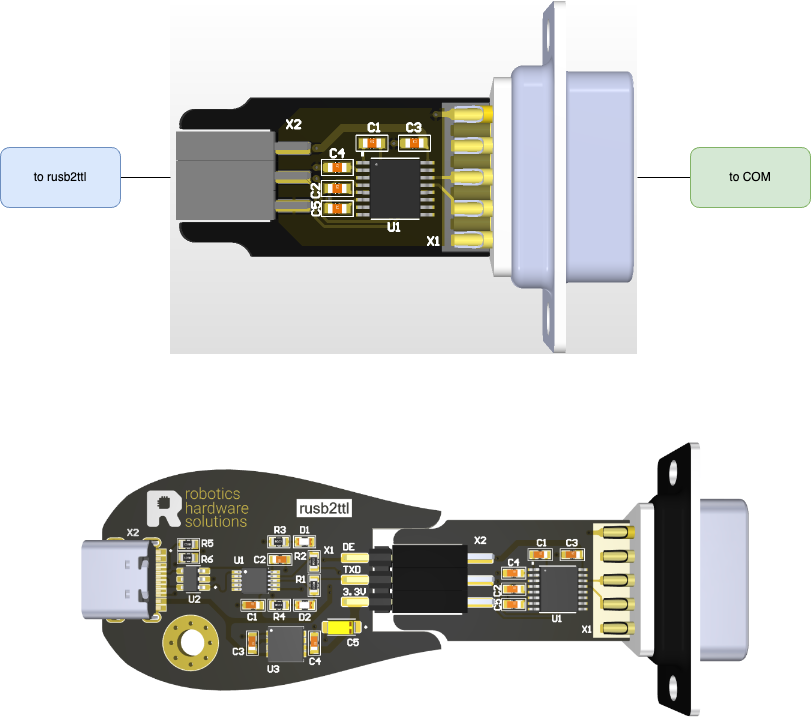 X2
C1
C3
C4
C2
C5
U1
X1
to rusb2ttl
to COM
robotics
hardware
solutions
rusb2ttl
X2
R5
R6
U2
U1
C2
R3
D1
R2
X1
R1
C1
R4
D2
C3
U3
C4
C5
DE
TXD
3.3U
X2
C1
C3
C4
C2
C5
U1
X1